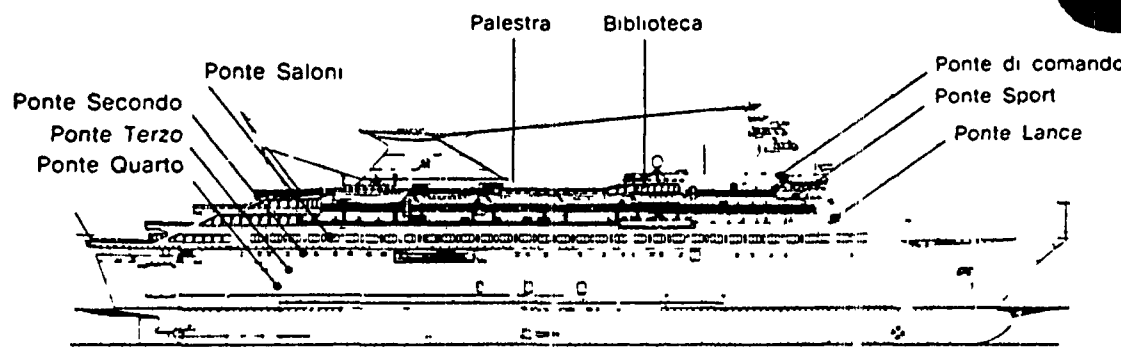 Palestra
Biblioteca
Ponte Saloni
Ponte di comando
Ponte Secondo
Ponte Sport
Ponte Terzo
Ponte Lance
Ponte Quarto